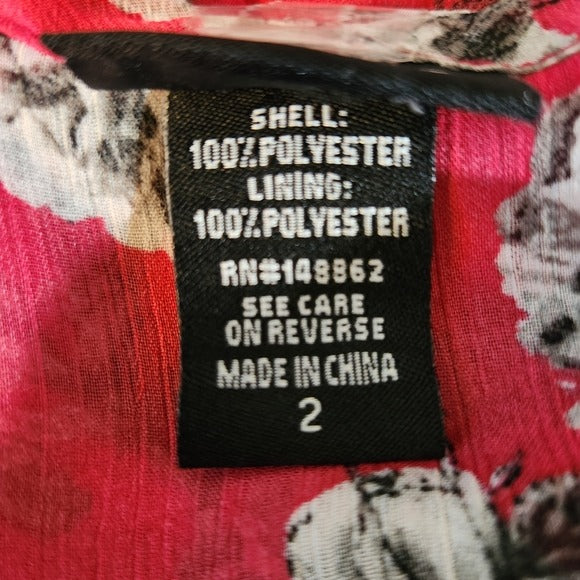 SHELL:
100% POLYESTER
LINING:
100% POLYESTER
RN#148862
SEE CARE
ON REVERSE
MADE IN CHINA
2